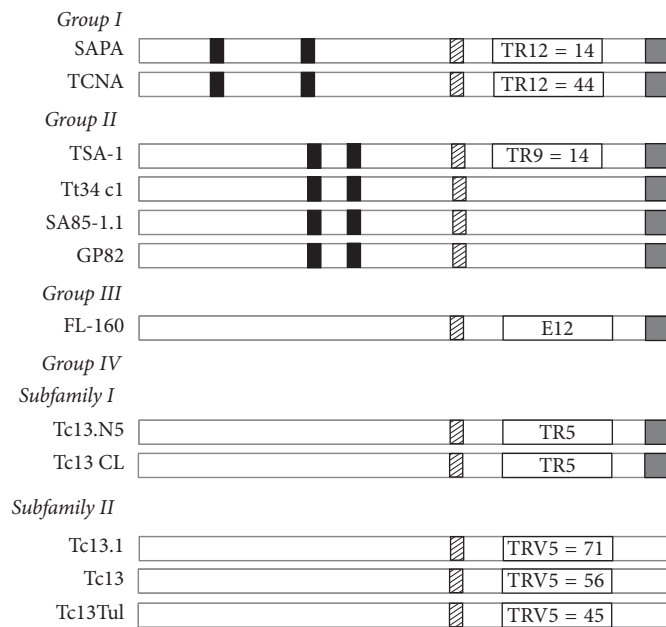 Group I
SAPA TR12 = 14
TCNA TR12 = 44
Group II
TSA-1 TR9 = 14
Tt34 c1
SA85-1.1
GP82
Group III
FL-160 E12
Group IV
Subfamily I
Tc13.N5 TR5
Tc13 CL TR5
Subfamily II
Tc13.1 TRV5 = 71
Tc13 TRV5 = 56
Tc13Tul TRV5 = 45